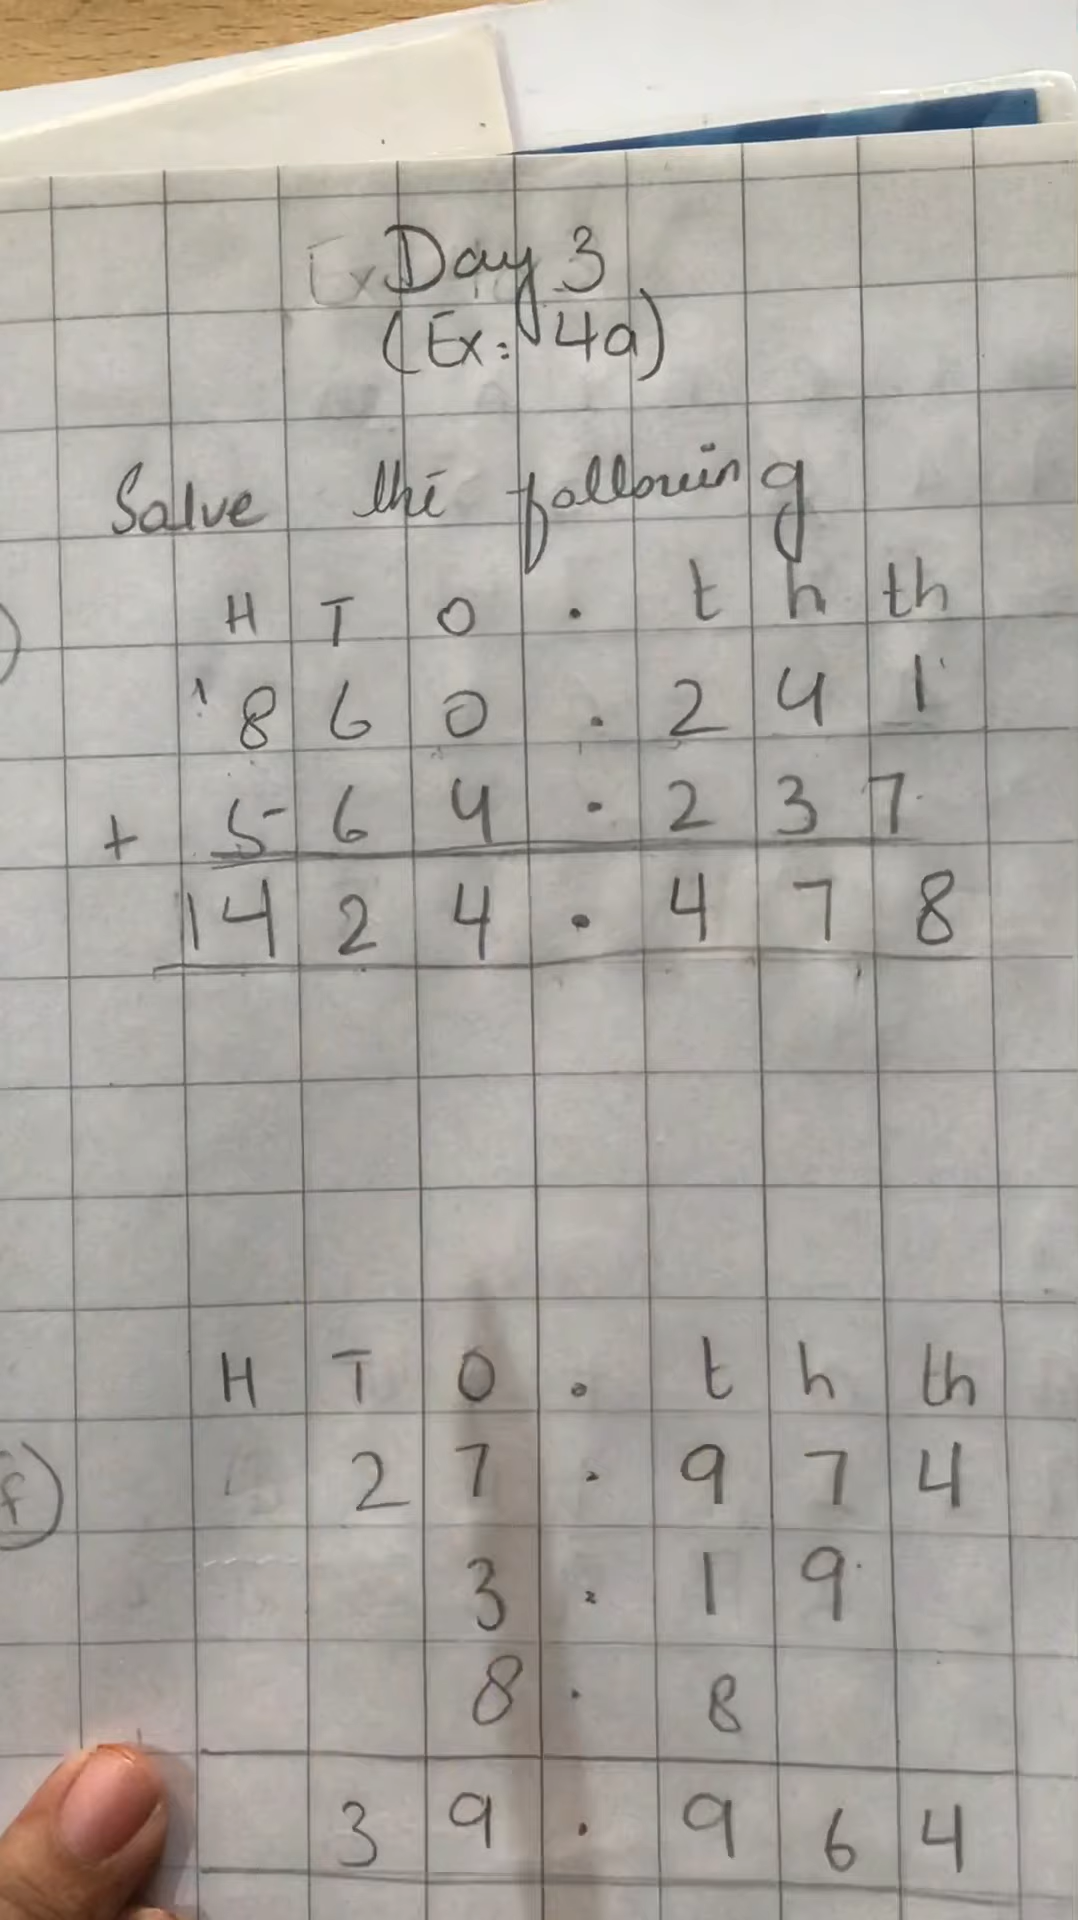 Day 3
(Ex: 4a)
Solve the following
H T O . t h th
1 8 6 0 . 2 4 1
+ 5 6 4 . 2 3 7
14 2 4 . 4 7 8
H T O . t h th
f) 2 7 . 9 7 4
3 . 1 9
8 . 8
3 9 . 9 6 4